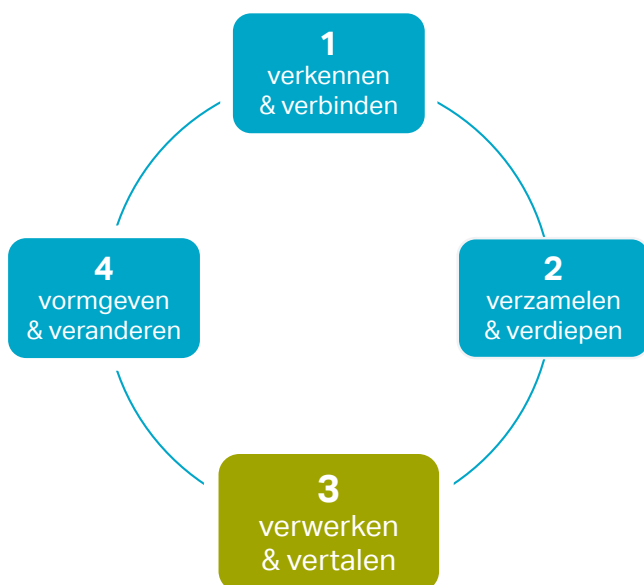 1
verkennen
& verbinden
2
verzamelen
& verdiepen
3
verwerken
& vertalen
4
vormgeven
& veranderen